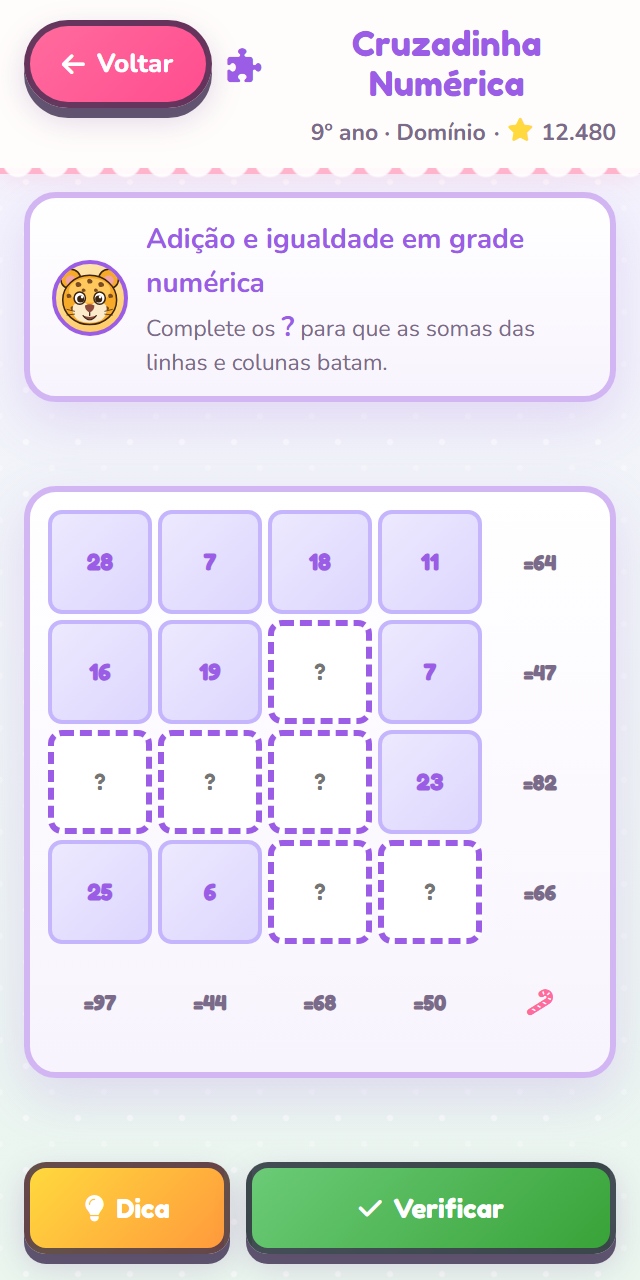 Voltar
Cruzadinha
Numérica
9º ano · Domínio · 12.480
Adição e igualdade em grade
numérica
Complete os ? para que as somas das
linhas e colunas batam.
28 7 18 11 =64
16 19 ? 7 =47
? ? ? 23 =82
25 6 ? ? =66
=97 =44 =68 =50
Dica
Verificar